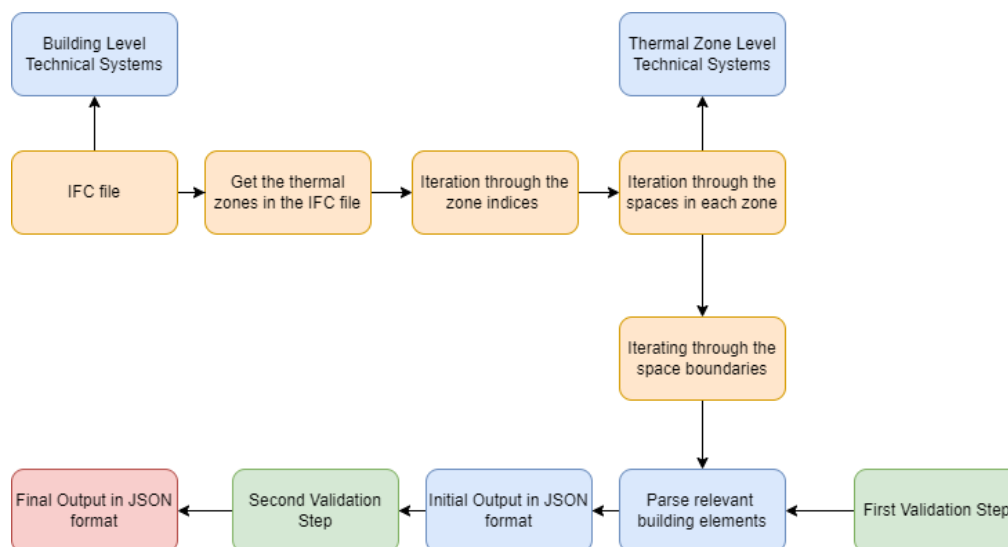 Building Level
Technical Systems
Thermal Zone Level
Technical Systems
IFC file
Get the thermal
zones in the IFC file
Iteration through the
zone indices
Iteration through the
spaces in each zone
Iterating through the
space boundaries
Final Output in JSON
format
Second Validation
Step
Initial Output in JSON
format
Parse relevant
building elements
First Validation Step